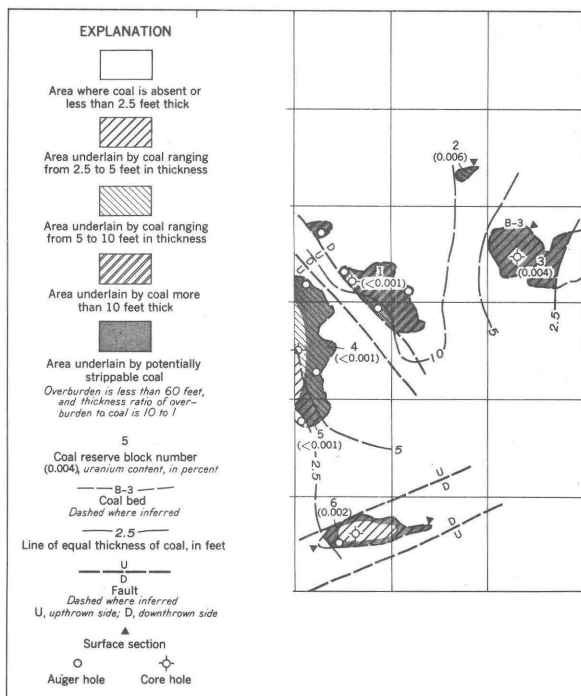 EXPLANATION
Area where coal is absent or
less than 2.5 feet thick
Area underlain by coal ranging
from 2.5 to 5 feet in thickness
Area underlain by coal ranging
from 5 to 10 feet in thickness
Area underlain by coal more
than 10 feet thick
Area underlain by potentially
strippable coal
Overburden is less than 60 feet,
and thickness ratio of over-
burden to coal is 10 to 1
5
Coal reserve block number
(0.004), uranium content, in percent
B-3
Coal bed
Dashed where inferred
2.5
Line of equal thickness of coal, in feet
U
D
Fault
Dashed where inferred
U, upthrown side; D, downthrown side
Surface section
Auger hole
Core hole
2
(0.006)
B-3
3
(0.004)
D
U
D
U
1
(<0.001)
2.5
5
10
4
(<0.001)
5
(<0.001)
5
2.5
U
D
6
(0.002)
D
U